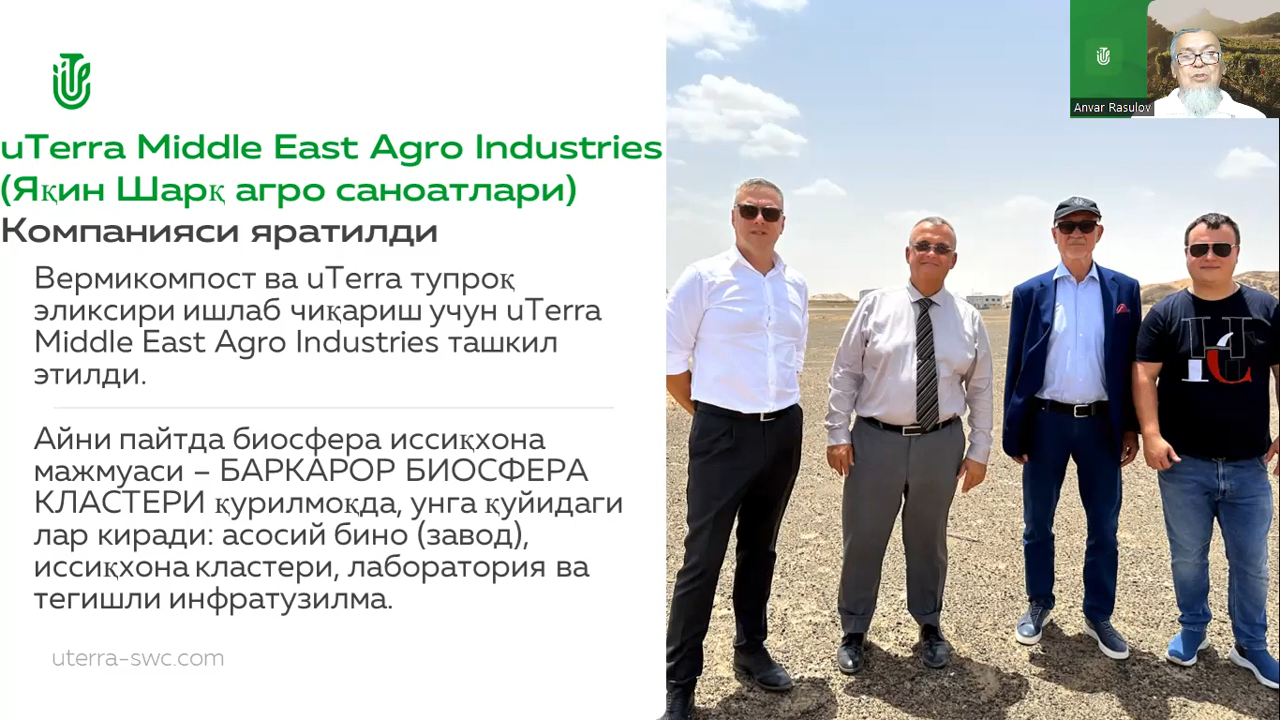 uTerra Middle East Agro Industries
(Яқин Шарқ агро саноатлари)
Компанияси яратилди
Вермикомпост ва uTerra тупроқ
эликсири ишлаб чиқариш учун uTerra
Middle East Agro Industries ташкил
этилди.
Айни пайтда биосфера иссиқхона
мажмуаси – БАРКАРОР БИОСФЕРА
КЛАСТЕРИ қурилмоқда, унга қуйидаги
лар киради: асосий бино (завод),
иссиқхона кластери, лаборатория ва
тегишли инфратузилма.
uterra-swc.com
Anvar Rasulov